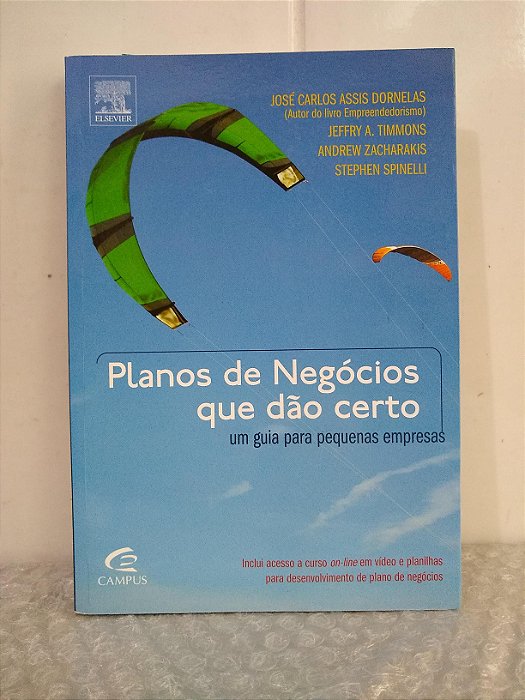 ELSEVIER
JOSÉ CARLOS ASSIS DORNELAS
(Autor do livro Empreendedorismo)
JEFFRY A. TIMMONS
ANDREW ZACHARAKIS
STEPHEN SPINELLI
Planos de Negócios
que dão certo
um guia para pequenas empresas
Inclui acesso a curso on-line em vídeo e planilhas
para desenvolvimento de plano de negócios
CAMPUS